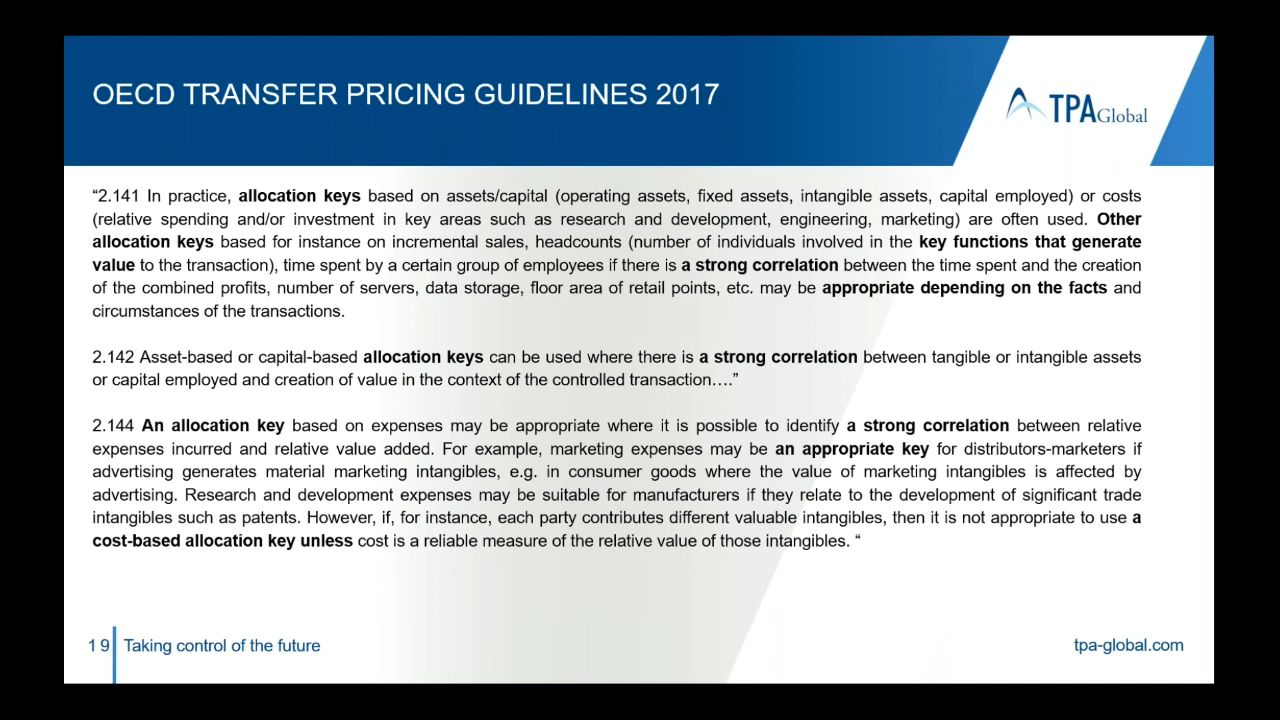 OECD TRANSFER PRICING GUIDELINES 2017
TPAGlobal
“2.141 In practice, allocation keys based on assets/capital (operating assets, fixed assets, intangible assets, capital employed) or costs
(relative spending and/or investment in key areas such as research and development, engineering, marketing) are often used. Other
allocation keys based for instance on incremental sales, headcounts (number of individuals involved in the key functions that generate
value to the transaction), time spent by a certain group of employees if there is a strong correlation between the time spent and the creation
of the combined profits, number of servers, data storage, floor area of retail points, etc. may be appropriate depending on the facts and
circumstances of the transactions.
2.142 Asset-based or capital-based allocation keys can be used where there is a strong correlation between tangible or intangible assets
or capital employed and creation of value in the context of the controlled transaction….”
2.144 An allocation key based on expenses may be appropriate where it is possible to identify a strong correlation between relative
expenses incurred and relative value added. For example, marketing expenses may be an appropriate key for distributors-marketers if
advertising generates material marketing intangibles, e.g. in consumer goods where the value of marketing intangibles is affected by
advertising. Research and development expenses may be suitable for manufacturers if they relate to the development of significant trade
intangibles such as patents. However, if, for instance, each party contributes different valuable intangibles, then it is not appropriate to use a
cost-based allocation key unless cost is a reliable measure of the relative value of those intangibles. “
19 Taking control of the future
tpa-global.com